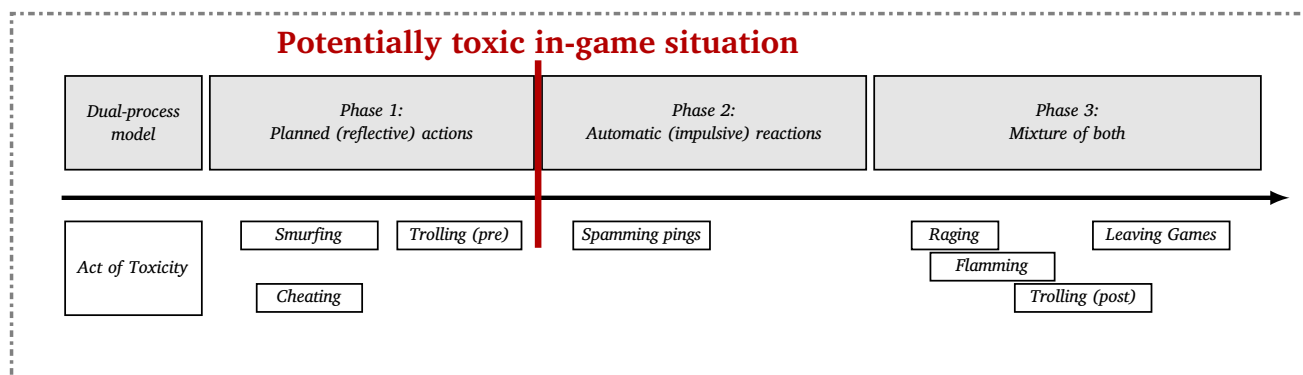 Potentially toxic in-game situation
Dual-process
model
Phase 1:
Planned (reflective) actions
Phase 2:
Automatic (impulsive) reactions
Phase 3:
Mixture of both
Act of Toxicity
Smurfing
Trolling (pre)
Cheating
Spamming pings
Raging
Flamming
Trolling (post)
Leaving Games